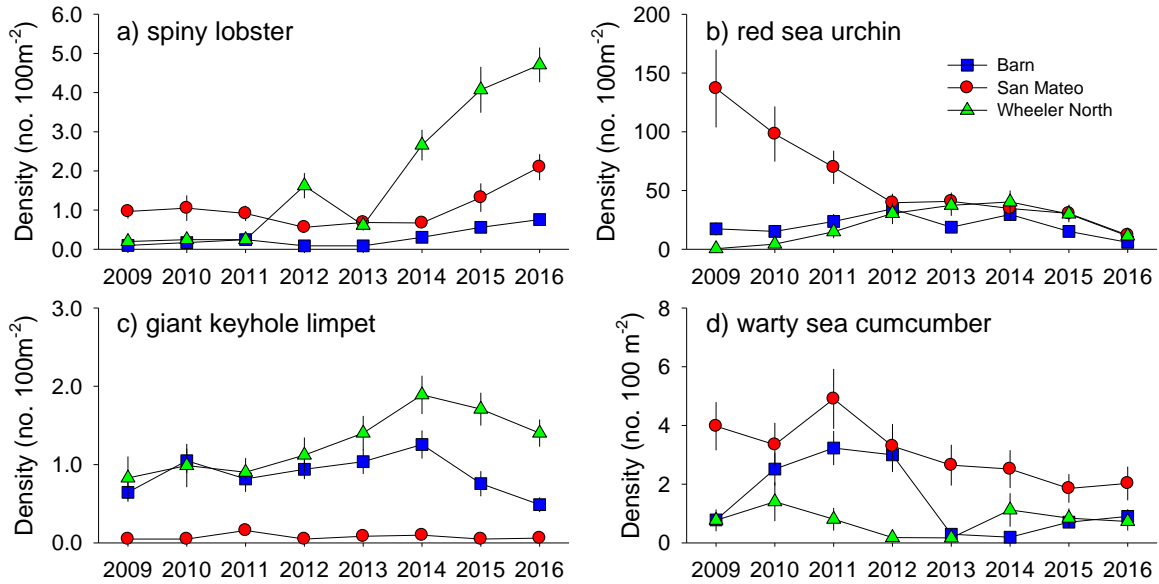 a) spiny lobster
Density (no. 100m-2)
6.0
5.0
4.0
3.0
2.0
1.0
0.0
2009 2010 2011 2012 2013 2014 2015 2016
b) red sea urchin
Density (no. 100m-2)
200
150
100
50
0
Barn
San Mateo
Wheeler North
2009 2010 2011 2012 2013 2014 2015 2016
c) giant keyhole limpet
Density (no. 100m-2)
3.0
2.0
1.0
0.0
2009 2010 2011 2012 2013 2014 2015 2016
d) warty sea cumcumber
Density (no. 100 m-2)
8
6
4
2
0
2009 2010 2011 2012 2013 2014 2015 2016